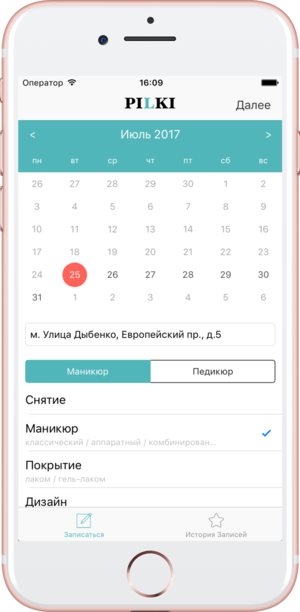 Оператор 16:09
PILKI Далее
< Июль 2017 >
пн вт ср чт пт сб вс
26 27 28 29 30 1 2
3 4 5 6 7 8 9
10 11 12 13 14 15 16
17 18 19 20 21 22 23
24 25 26 27 28 29 30
31 1 2 3 4 5 6
м. Улица Дыбенко, Европейский пр., д.5
Маникюр Педикюр
Снятие
Маникюр
классический / аппаратный / комбинирован...
Покрытие
лаком / гель-лаком
Дизайн
Записаться История Записей